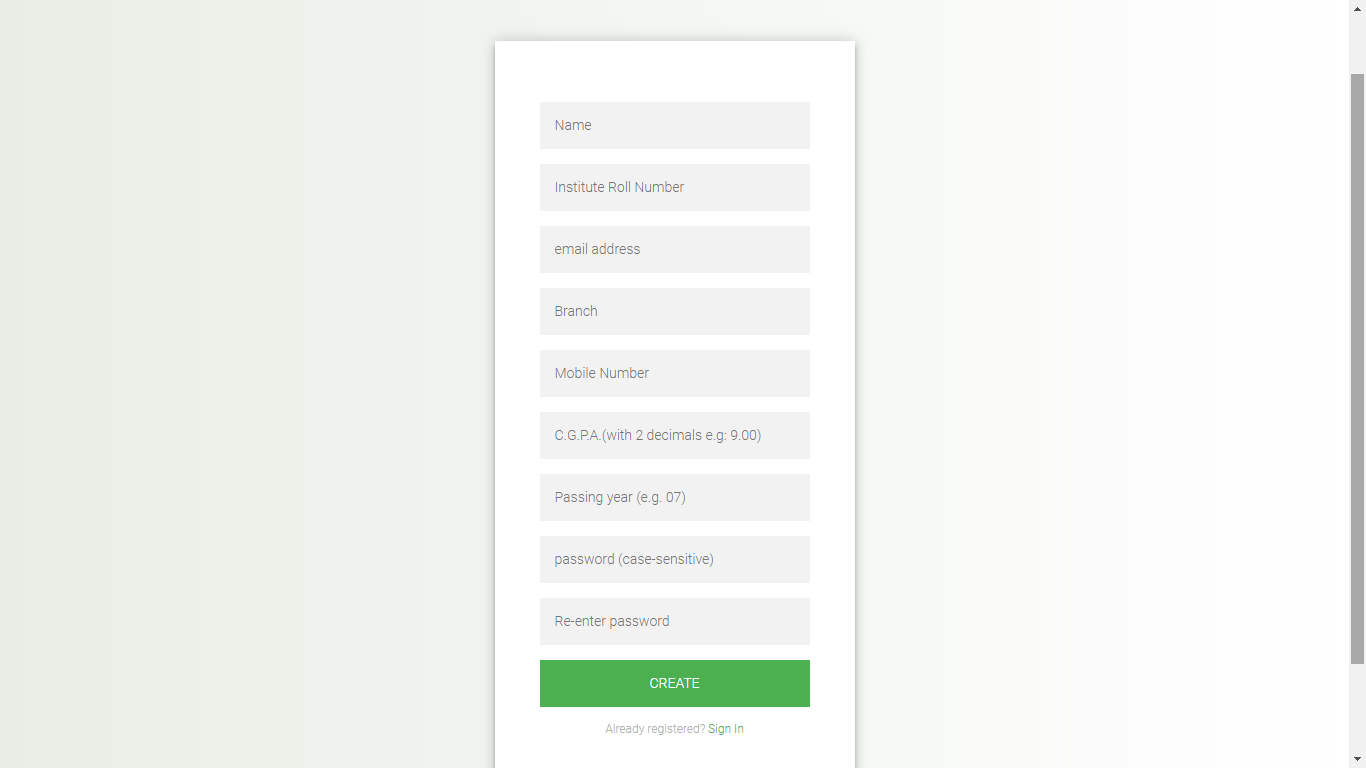 Name
Institute Roll Number
email address
Branch
Mobile Number
C.G.P.A.(with 2 decimals e.g: 9.00)
Passing year (e.g. 07)
password (case-sensitive)
Re-enter password
CREATE
Already registered? Sign In